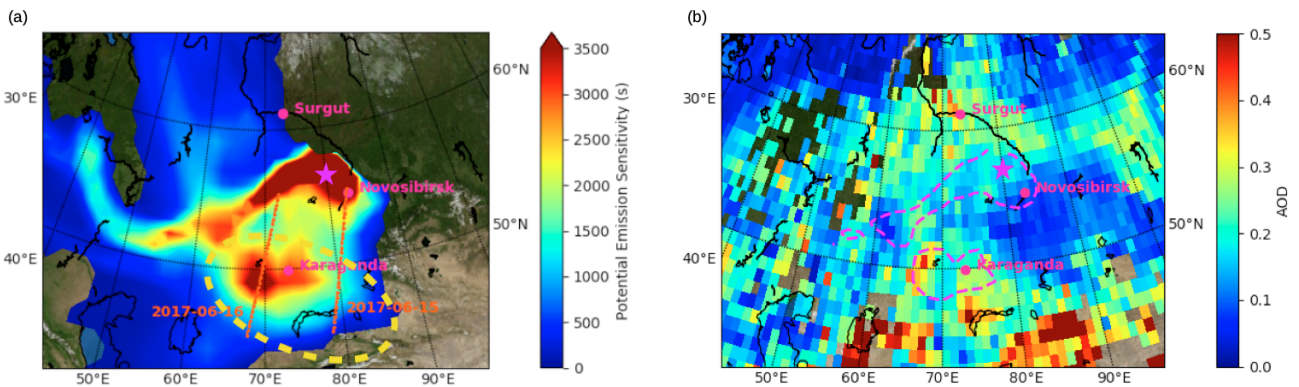 (a)
30°E
40°E
60°N
50°N
50°E
60°E
70°E
80°E
90°E
Surgut
Novosibirsk
Karaganda
2017-06-16
2017-06-15
3500
3000
2500
2000
1500
1000
500
0
Potential Emission Sensitivity (s)
(b)
30°E
40°E
60°N
50°N
50°E
60°E
70°E
80°E
90°E
Surgut
Novosibirsk
Karaganda
0.5
0.4
0.3
0.2
0.1
0.0
AOD